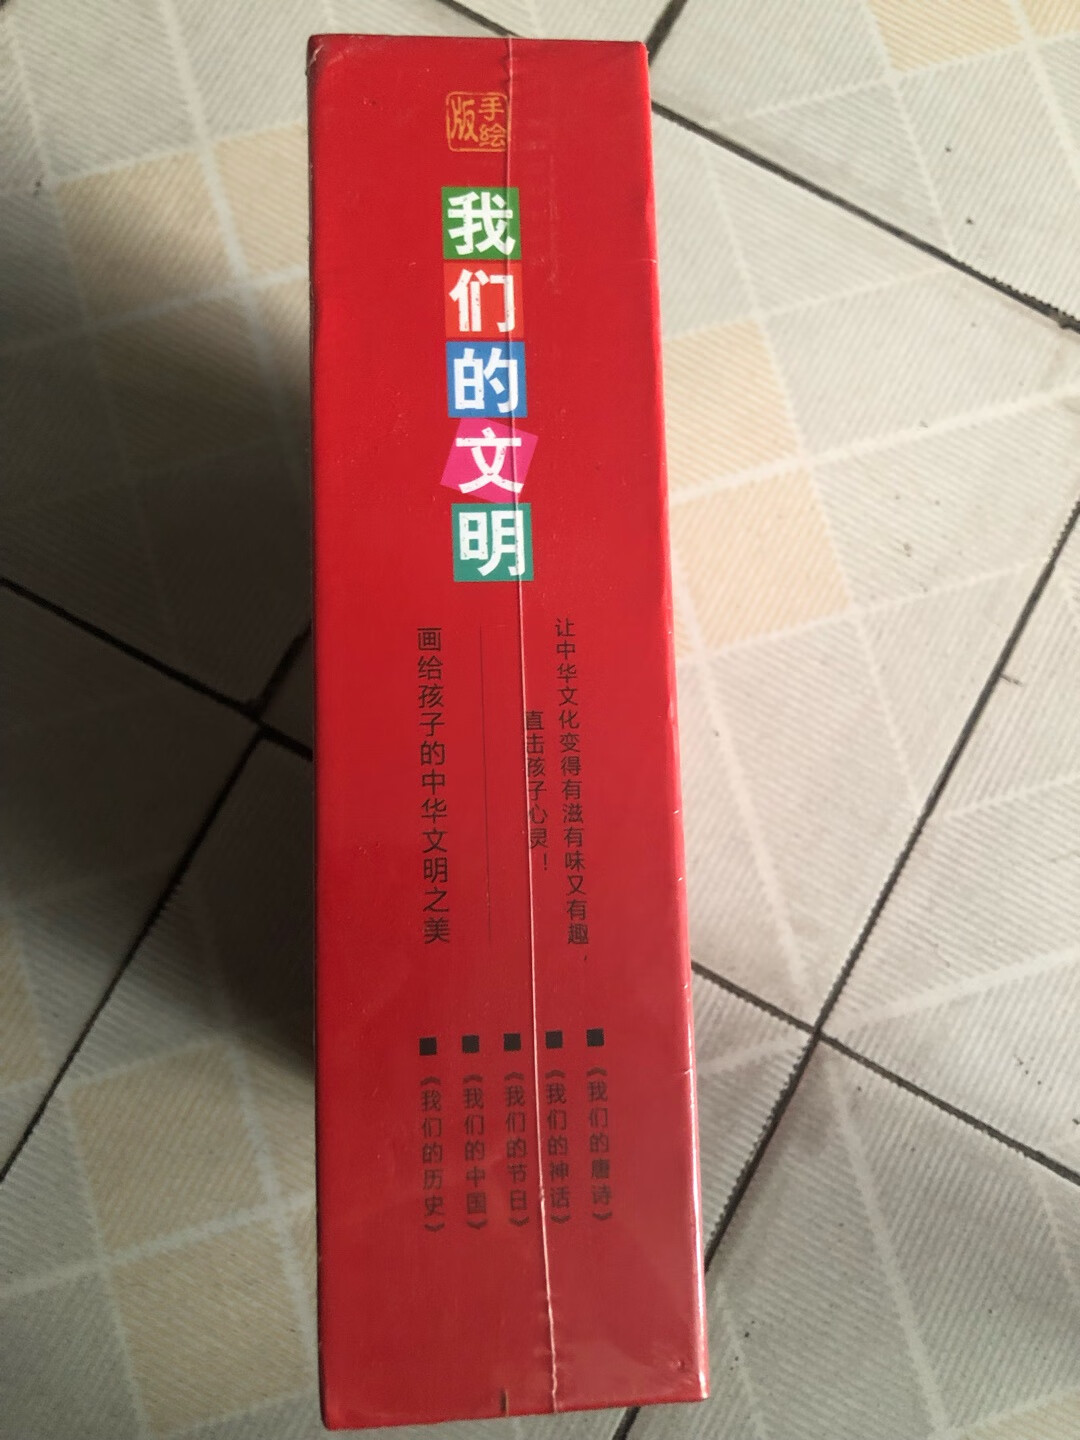 手绘版
我们的文明
让中华文化变得有滋有味又有趣，
直击孩子心灵！
画给孩子的中华文明之美
■《我们的唐诗》
■《我们的神话》
■《我们的节日》
■《我们的中国》
■《我们的历史》